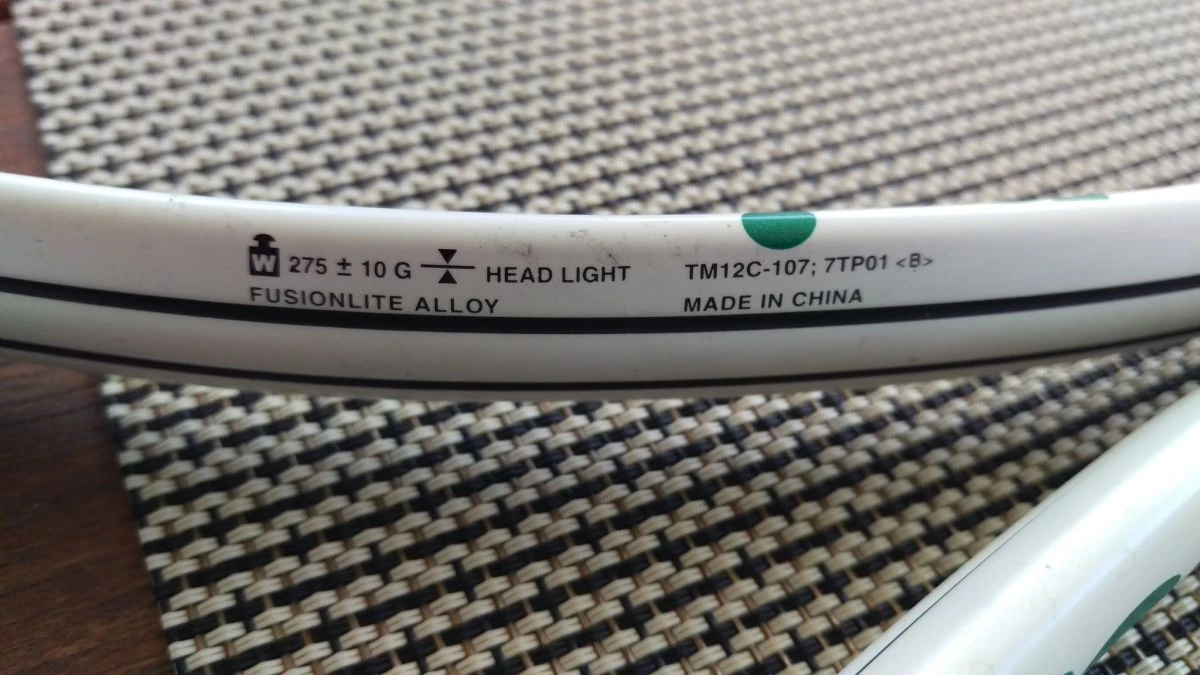 W 275 ± 10 G HEAD LIGHT TM12C-107; 7TP01 <B>
FUSIONLITE ALLOY MADE IN CHINA